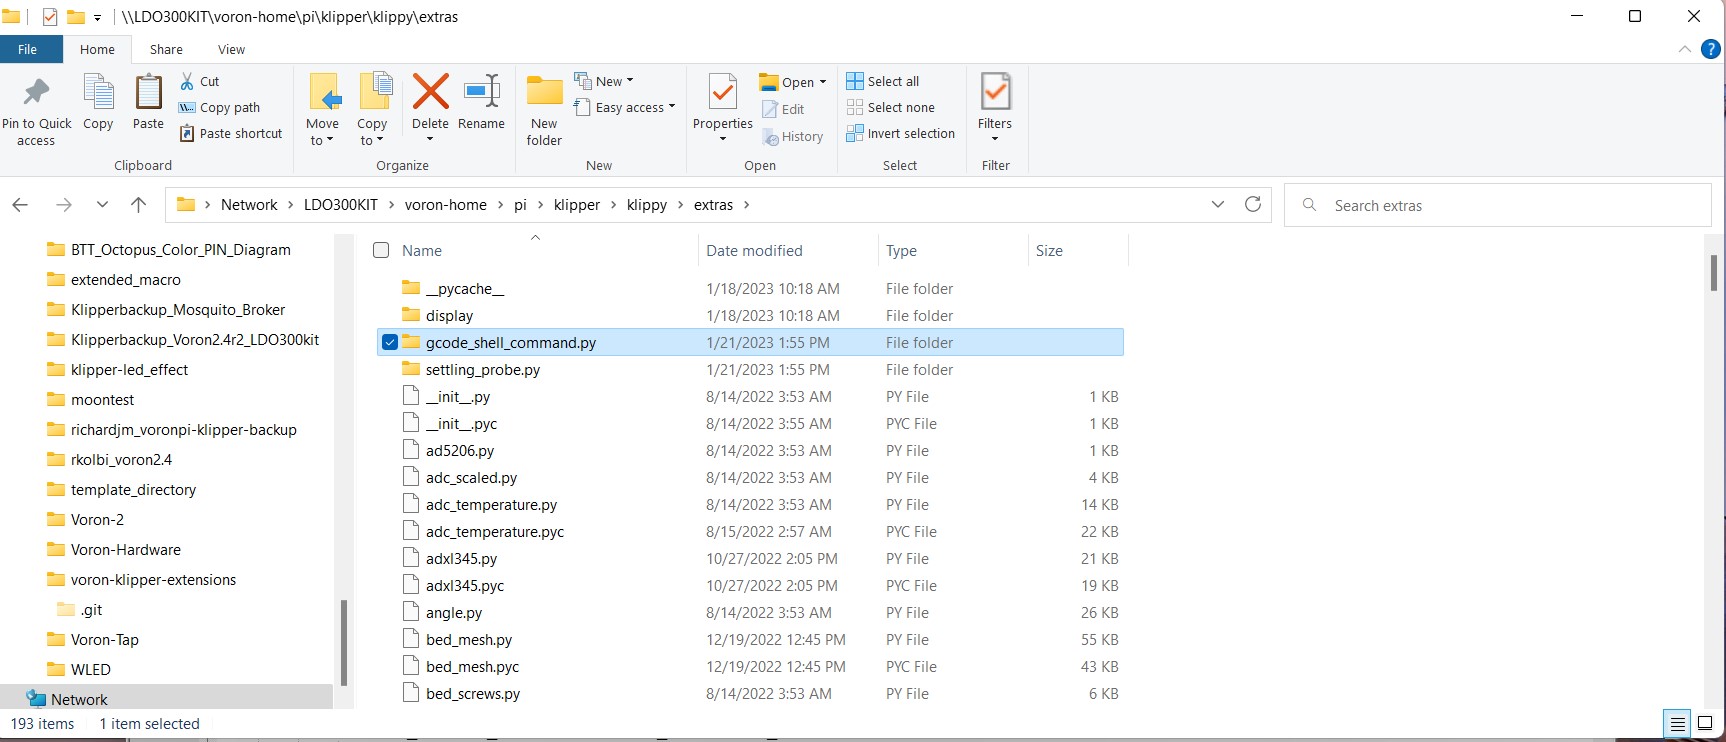 \\LDO300KIT\voron-home\pi\klipper\klippy\extras
File Home Share View
Pin to Quick access
Copy
Paste
Cut
Copy path
Paste shortcut
Move to
Copy to
Delete
Rename
New folder
New
Easy access
Properties
Open
Edit
History
Select all
Select none
Invert selection
Filters
Clipboard Organize New Open Select Filter
Network LDO300KIT voron-home pi klipper klippy extras
Search extras
BTT_Octopus_Color_PIN_Diagram
extended_macro
Klipperbackup_Mosquito_Broker
Klipperbackup_Voron2.4r2_LDO300kit
klipper-led_effect
moontest
richardjm_voronpi-klipper-backup
rkolbi_voron2.4
template_directory
Voron-2
Voron-Hardware
voron-klipper-extensions
.git
Voron-Tap
WLED
Network
Name Date modified Type Size
__pycache__ 1/18/2023 10:18 AM File folder
display 1/18/2023 10:18 AM File folder
gcode_shell_command.py 1/21/2023 1:55 PM File folder
settling_probe.py 1/21/2023 1:55 PM File folder
__init__.py 8/14/2022 3:53 AM PY File 1 KB
__init__.pyc 8/14/2022 3:55 AM PYC File 1 KB
ad5206.py 8/14/2022 3:53 AM PY File 1 KB
adc_scaled.py 8/14/2022 3:53 AM PY File 4 KB
adc_temperature.py 8/14/2022 3:53 AM PY File 14 KB
adc_temperature.pyc 8/15/2022 2:57 AM PYC File 22 KB
adxl345.py 10/27/2022 2:05 PM PY File 21 KB
adxl345.pyc 10/27/2022 2:05 PM PYC File 19 KB
angle.py 8/14/2022 3:53 AM PY File 26 KB
bed_mesh.py 12/19/2022 12:45 PM PY File 55 KB
bed_mesh.pyc 12/19/2022 12:45 PM PYC File 43 KB
bed_screws.py 8/14/2022 3:53 AM PY File 6 KB
193 items 1 item selected